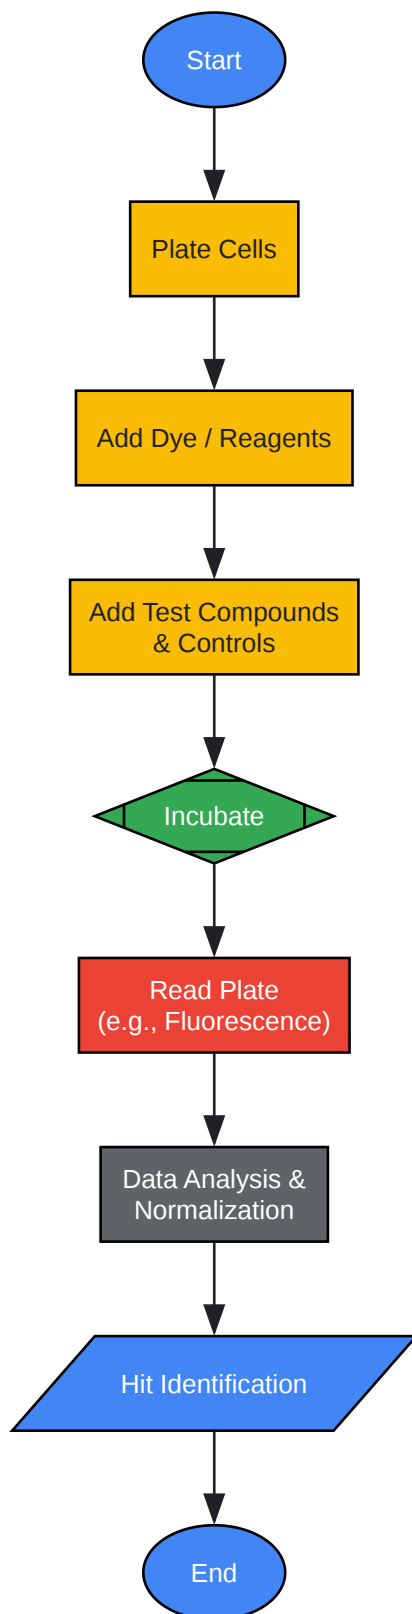 Start
Plate Cells
Add Dye / Reagents
Add Test Compounds
& Controls
Incubate
Read Plate
(e.g., Fluorescence)
Data Analysis &
Normalization
Hit Identification
End